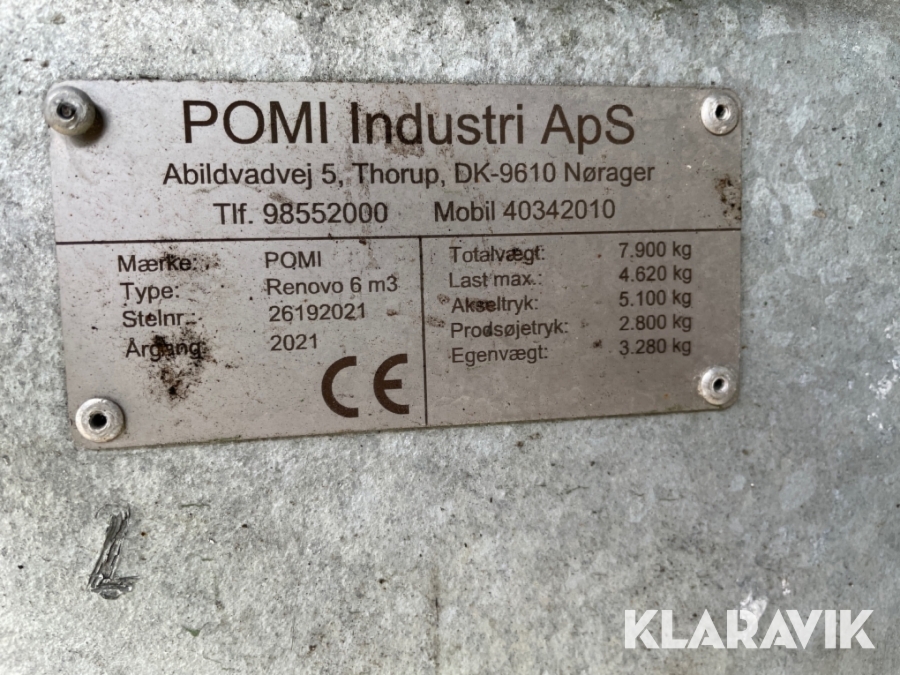 POMI Industri ApS
Abildvadvej 5, Thorup, DK-9610 Nørager
Tlf. 98552000 Mobil 40342010
Mærke: POMI
Type: Renovo 6 m3
Stelnr.: 26192021
Årgang: 2021
CE
Totalvægt: 7.900 kg
Last max.: 4.620 kg
Akseltryk: 5.100 kg
Prodsøjetryk: 2.800 kg
Egenvægt: 3.280 kg
KLARAVIK